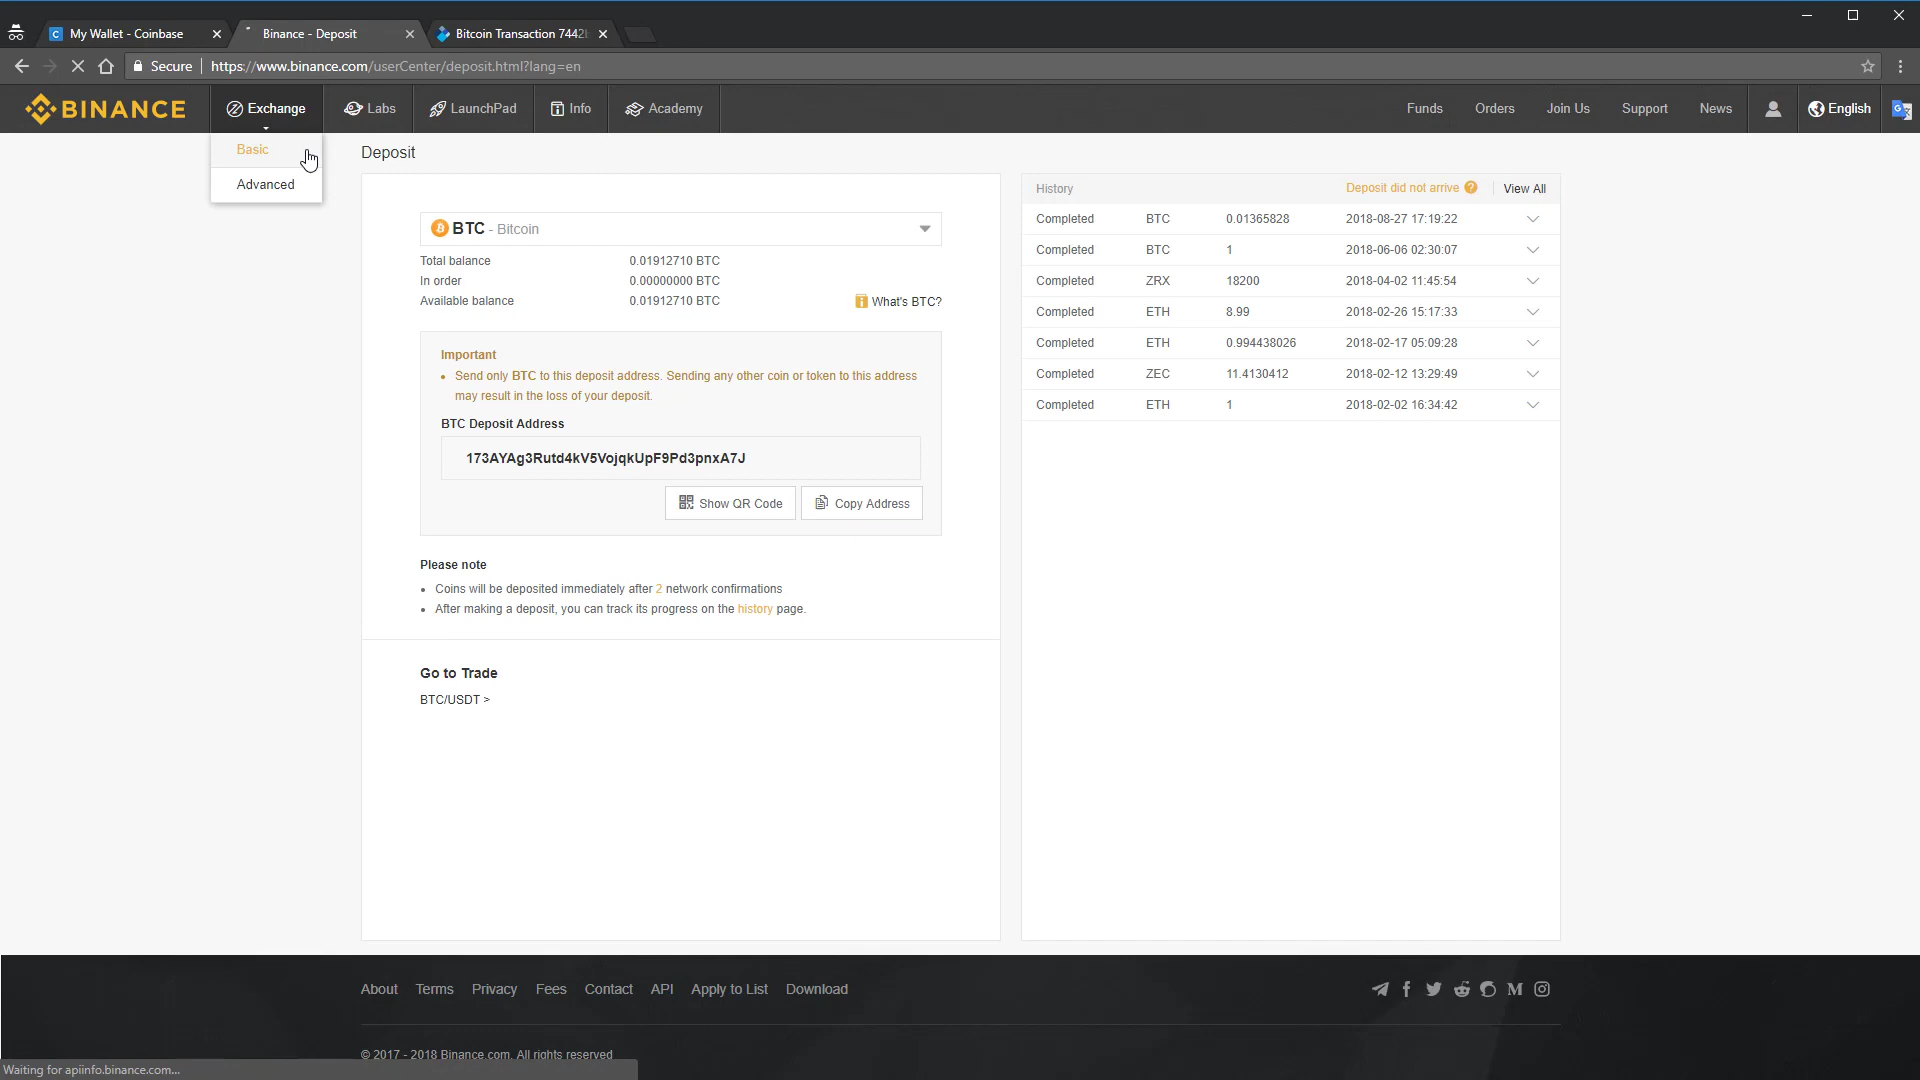 My Wallet - Coinbase
Binance - Deposit
Bitcoin Transaction 7442
Secure
https://www.binance.com/userCenter/deposit.html?lang=en
BINANCE
Exchange
Labs
LaunchPad
Info
Academy
Funds
Orders
Join Us
Support
News
English
Basic
Advanced
Deposit
BTC - Bitcoin
Total balance 0.01912710 BTC
In order 0.00000000 BTC
Available balance 0.01912710 BTC
What's BTC?
Important
Send only BTC to this deposit address. Sending any other coin or token to this address
may result in the loss of your deposit.
BTC Deposit Address
173AYAg3Rutd4kV5VojqkUpF9Pd3pnxA7J
Show QR Code
Copy Address
Please note
Coins will be deposited immediately after 2 network confirmations
After making a deposit, you can track its progress on the history page.
Go to Trade
BTC/USDT >
History
Deposit did not arrive ?
View All
Completed BTC 0.01365828 2018-08-27 17:19:22
Completed BTC 1 2018-06-06 02:30:07
Completed ZRX 18200 2018-04-02 11:45:54
Completed ETH 8.99 2018-02-26 15:17:33
Completed ETH 0.994438026 2018-02-17 05:09:28
Completed ZEC 11.4130412 2018-02-12 13:29:49
Completed ETH 1 2018-02-02 16:34:42
About
Terms
Privacy
Fees
Contact
API
Apply to List
Download
© 2017 - 2018 Binance.com. All rights reserved
Waiting for apiinfo.binance.com...